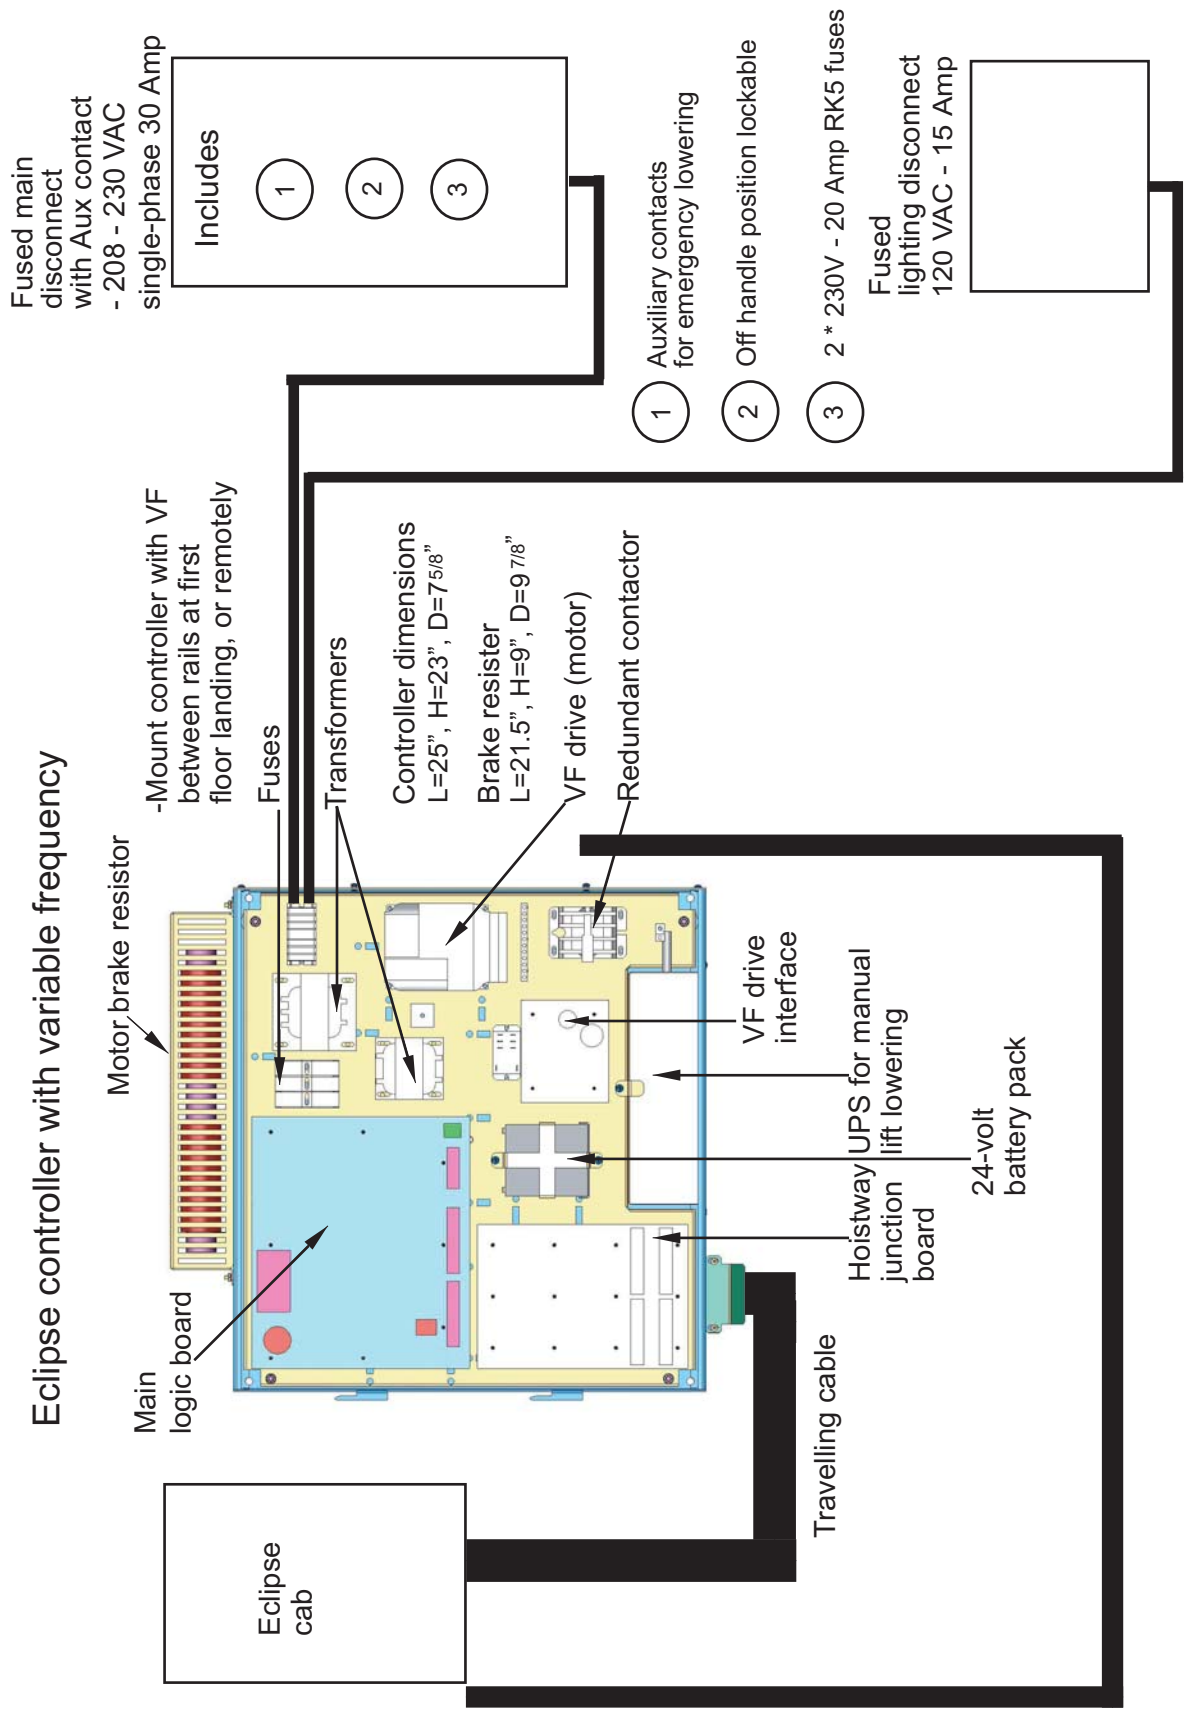 Eclipse controller with variable frequency
Fused main
disconnect
with Aux contact
- 208 - 230 VAC
single-phase 30 Amp
Includes
1
2
3
Motor brake resistor
-Mount controller with VF
between rails at first
floor landing, or remotely
Fuses
Transformers
Controller dimensions
L=25”, H=23”, D=7 5/8”
Brake resister
L=21.5”, H=9”, D=9 7/8”
VF drive (motor)
Redundant contactor
1 Auxiliary contacts
for emergency lowering
2 Off handle position lockable
3 2 * 230V - 20 Amp RK5 fuses
Fused
lighting disconnect
120 VAC - 15 Amp
Main
logic board
Eclipse
cab
Travelling cable
VF drive
interface
UPS for manual
lift lowering
Hoistway
junction
board
24-volt
battery pack